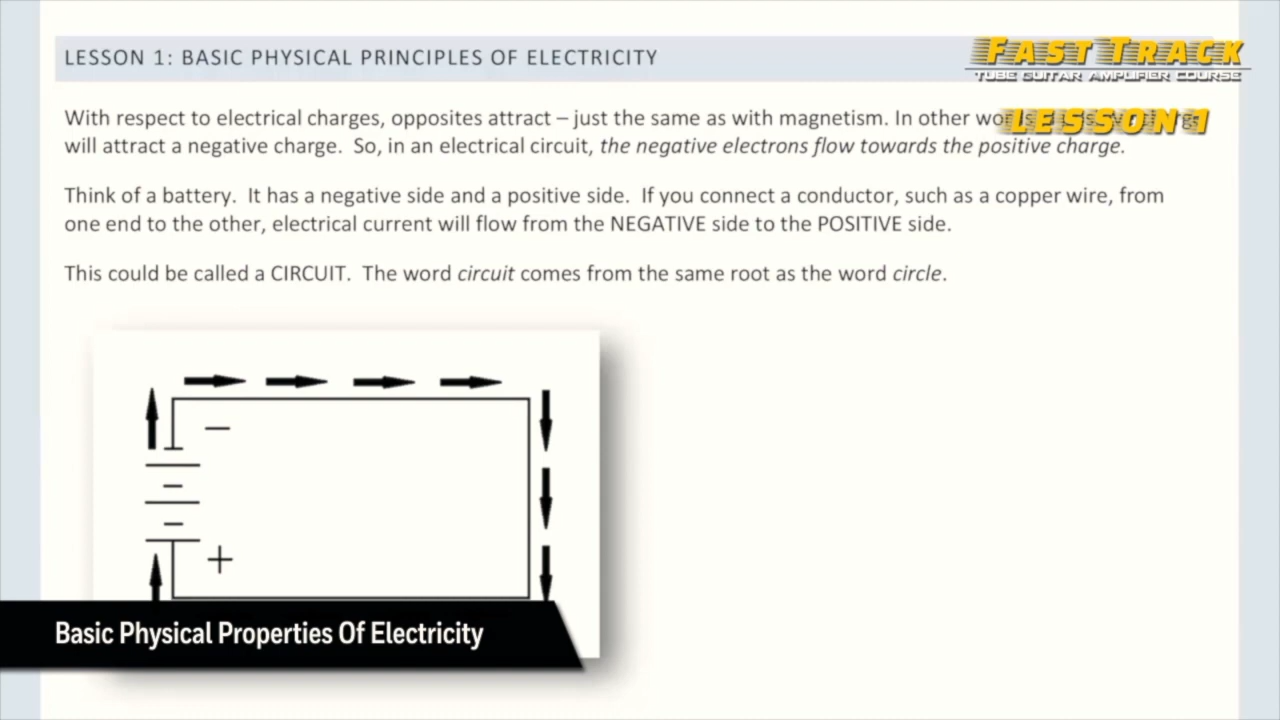 LESSON 1: BASIC PHYSICAL PRINCIPLES OF ELECTRICITY
FAST TRACK
TUBE GUITAR AMPLIFIER COURSE
LESSON 1
With respect to electrical charges, opposites attract – just the same as with magnetism. In other
will attract a negative charge. So, in an electrical circuit, the negative electrons flow towards the positive charge.
Think of a battery. It has a negative side and a positive side. If you connect a conductor, such as a copper wire, from
one end to the other, electrical current will flow from the NEGATIVE side to the POSITIVE side.
This could be called a CIRCUIT. The word circuit comes from the same root as the word circle.
−
+
Basic Physical Properties Of Electricity